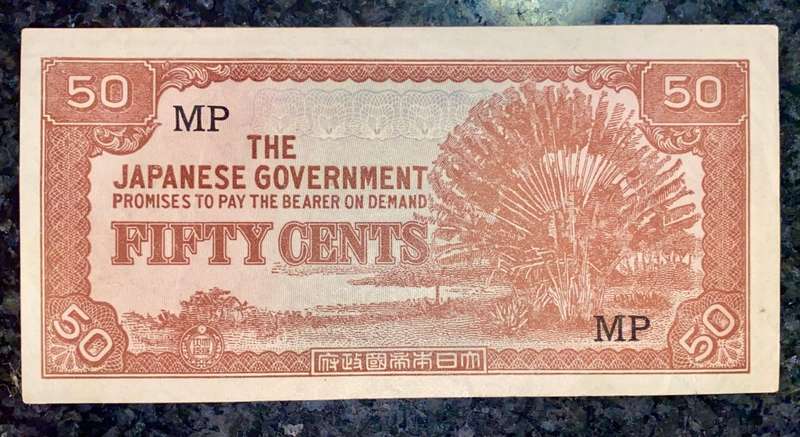 50
50
MP
THE
JAPANESE GOVERNMENT
PROMISES TO PAY THE BEARER ON DEMAND
FIFTY CENTS
MP
50
50
府政國帝本日大